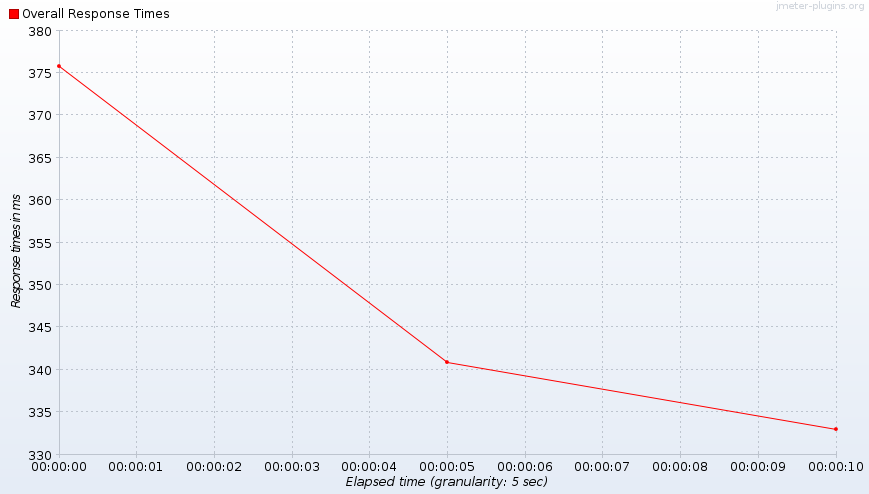 jmeter-plugins.org
Overall Response Times
380
375
370
365
360
355
350
345
340
335
330
Response times in ms
00:00:00 00:00:01 00:00:02 00:00:03 00:00:04 00:00:05 00:00:06 00:00:07 00:00:08 00:00:09 00:00:10
Elapsed time (granularity: 5 sec)